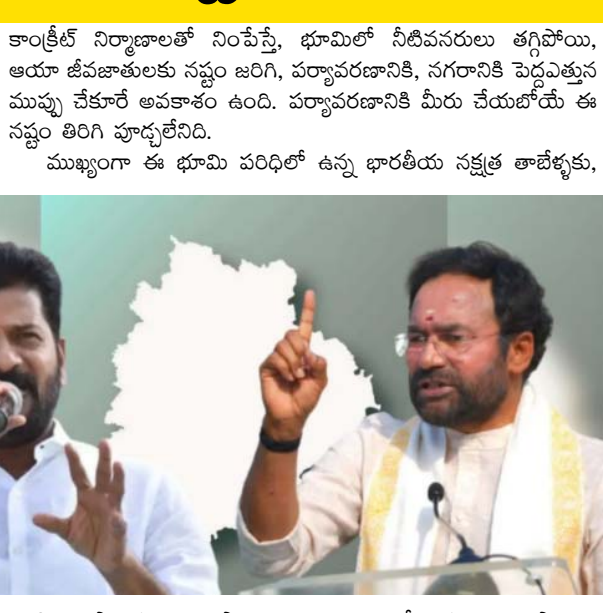 కాంక్రీట్ నిర్మాణాలతో నింపేస్తే, భూమిలో నీటివనరులు తగ్గిపోయి,
ఆయా జీవజాతులకు నష్టం జరిగి, పర్యావరణానికి, నగరానికి పెద్దఎత్తున
ముప్పు చేకూరే అవకాశం ఉంది. పర్యావరణానికి మీరు చేయబోయే ఈ
నష్టం తిరిగి పూడ్చలేనిది.
ముఖ్యంగా ఈ భూమి పరిధిలో ఉన్న భారతీయ నక్షత్ర తాబేళ్ళకు,